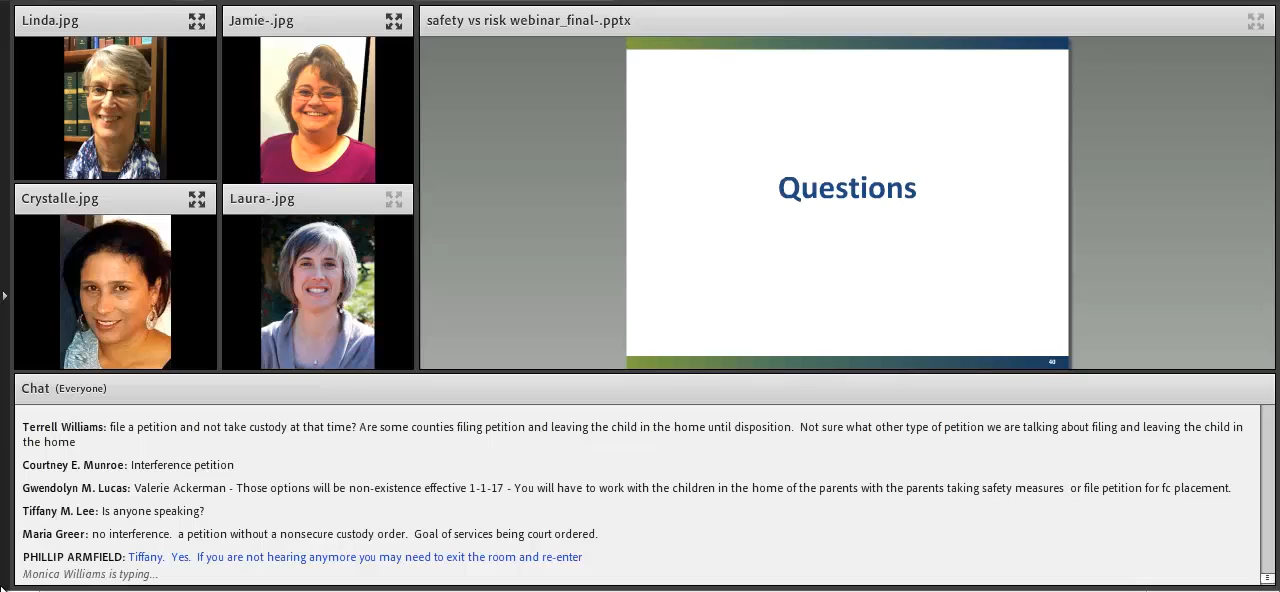 Linda.jpg
Jamie-.jpg
safety vs risk webinar_final-.pptx
Crystalle.jpg
Laura-.jpg
Questions
40
Chat (Everyone)
Terrell Williams: file a petition and not take custody at that time? Are some counties filing petition and leaving the child in the home until disposition. Not sure what other type of petition we are talking about filing and leaving the child in
the home
Courtney E. Munroe: Interference petition
Gwendolyn M. Lucas: Valerie Ackerman - Those options will be non-existence effective 1-1-17 - You will have to work with the children in the home of the parents with the parents taking safety measures or file petition for fc placement.
Tiffany M. Lee: Is anyone speaking?
Maria Greer: no interference. a petition without a nonsecure custody order. Goal of services being court ordered.
PHILLIP ARMFIELD: Tiffany. Yes. If you are not hearing anymore you may need to exit the room and re-enter
Monica Williams is typing...